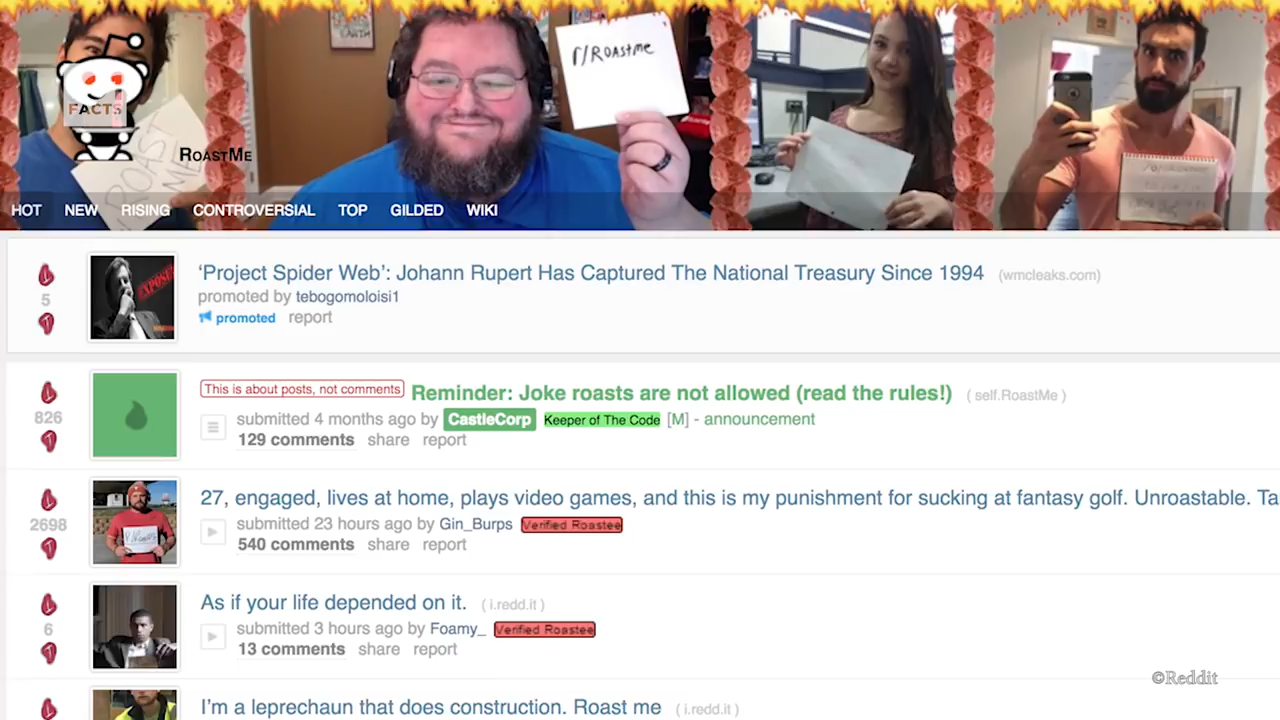 EARTH
r/ROAStme
FACTS
ROAST
ME
ROASTME
HOT NEW RISING CONTROVERSIAL TOP GILDED WIKI
'Project Spider Web': Johann Rupert Has Captured The National Treasury Since 1994 (wmcleaks.com)
5
promoted by tebogomoloisi1
EXPOSED
promoted report
This is about posts, not comments Reminder: Joke roasts are not allowed (read the rules!) ( self.RoastMe )
826
submitted 4 months ago by CastleCorp Keeper of The Code [M] - announcement
129 comments share report
27, engaged, lives at home, plays video games, and this is my punishment for sucking at fantasy golf. Unroastable. Ta
2698
submitted 23 hours ago by Gin_Burps Verified Roastee
540 comments share report
As if your life depended on it. ( i.redd.it )
6
submitted 3 hours ago by Foamy_ Verified Roastee
13 comments share report
©Reddit
I'm a leprechaun that does construction. Roast me ( i.redd.it )